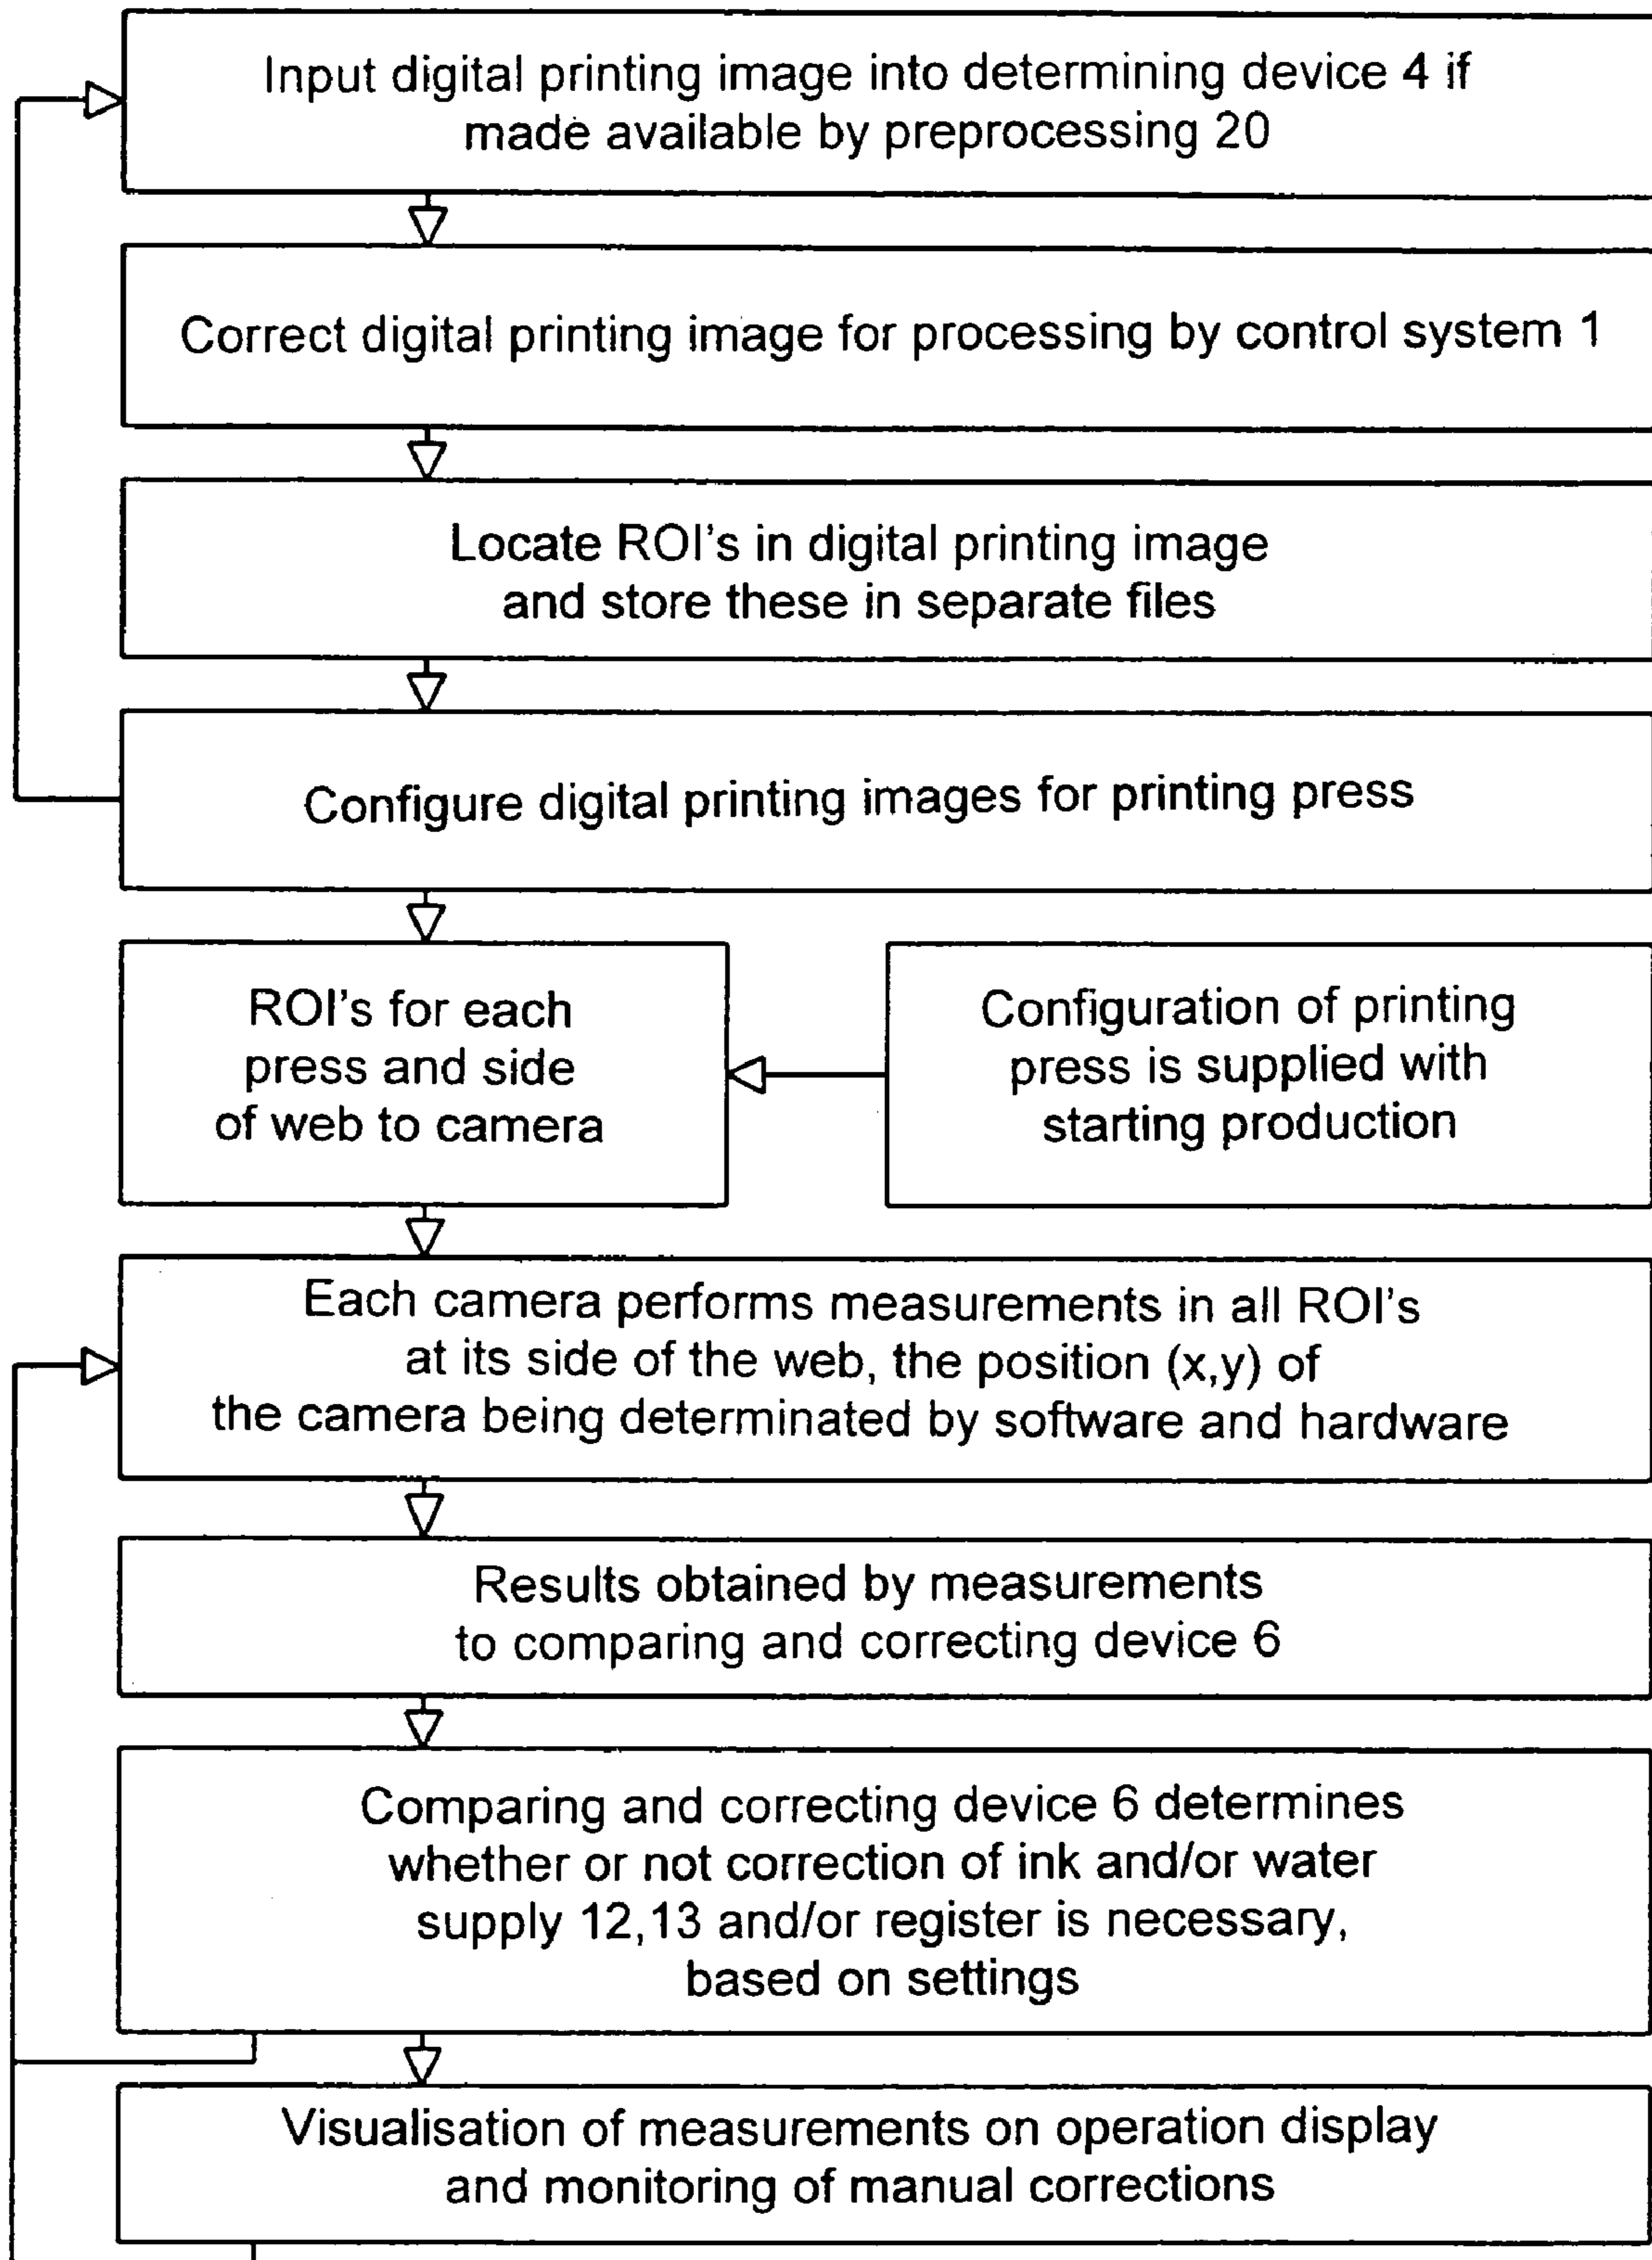 Input digital printing image into determining device 4 if
made available by preprocessing 20
Correct digital printing image for processing by control system 1
Locate ROI's in digital printing image
and store these in separate files
Configure digital printing images for printing press
ROI's for each
press and side
of web to camera
Configuration of printing
press is supplied with
starting production
Each camera performs measurements in all ROI's
at its side of the web, the position (x,y) of
the camera being determinated by software and hardware
Results obtained by measurements
to comparing and correcting device 6
Comparing and correcting device 6 determines
whether or not correction of ink and/or water
supply 12,13 and/or register is necessary,
based on settings
Visualisation of measurements on operation display
and monitoring of manual corrections